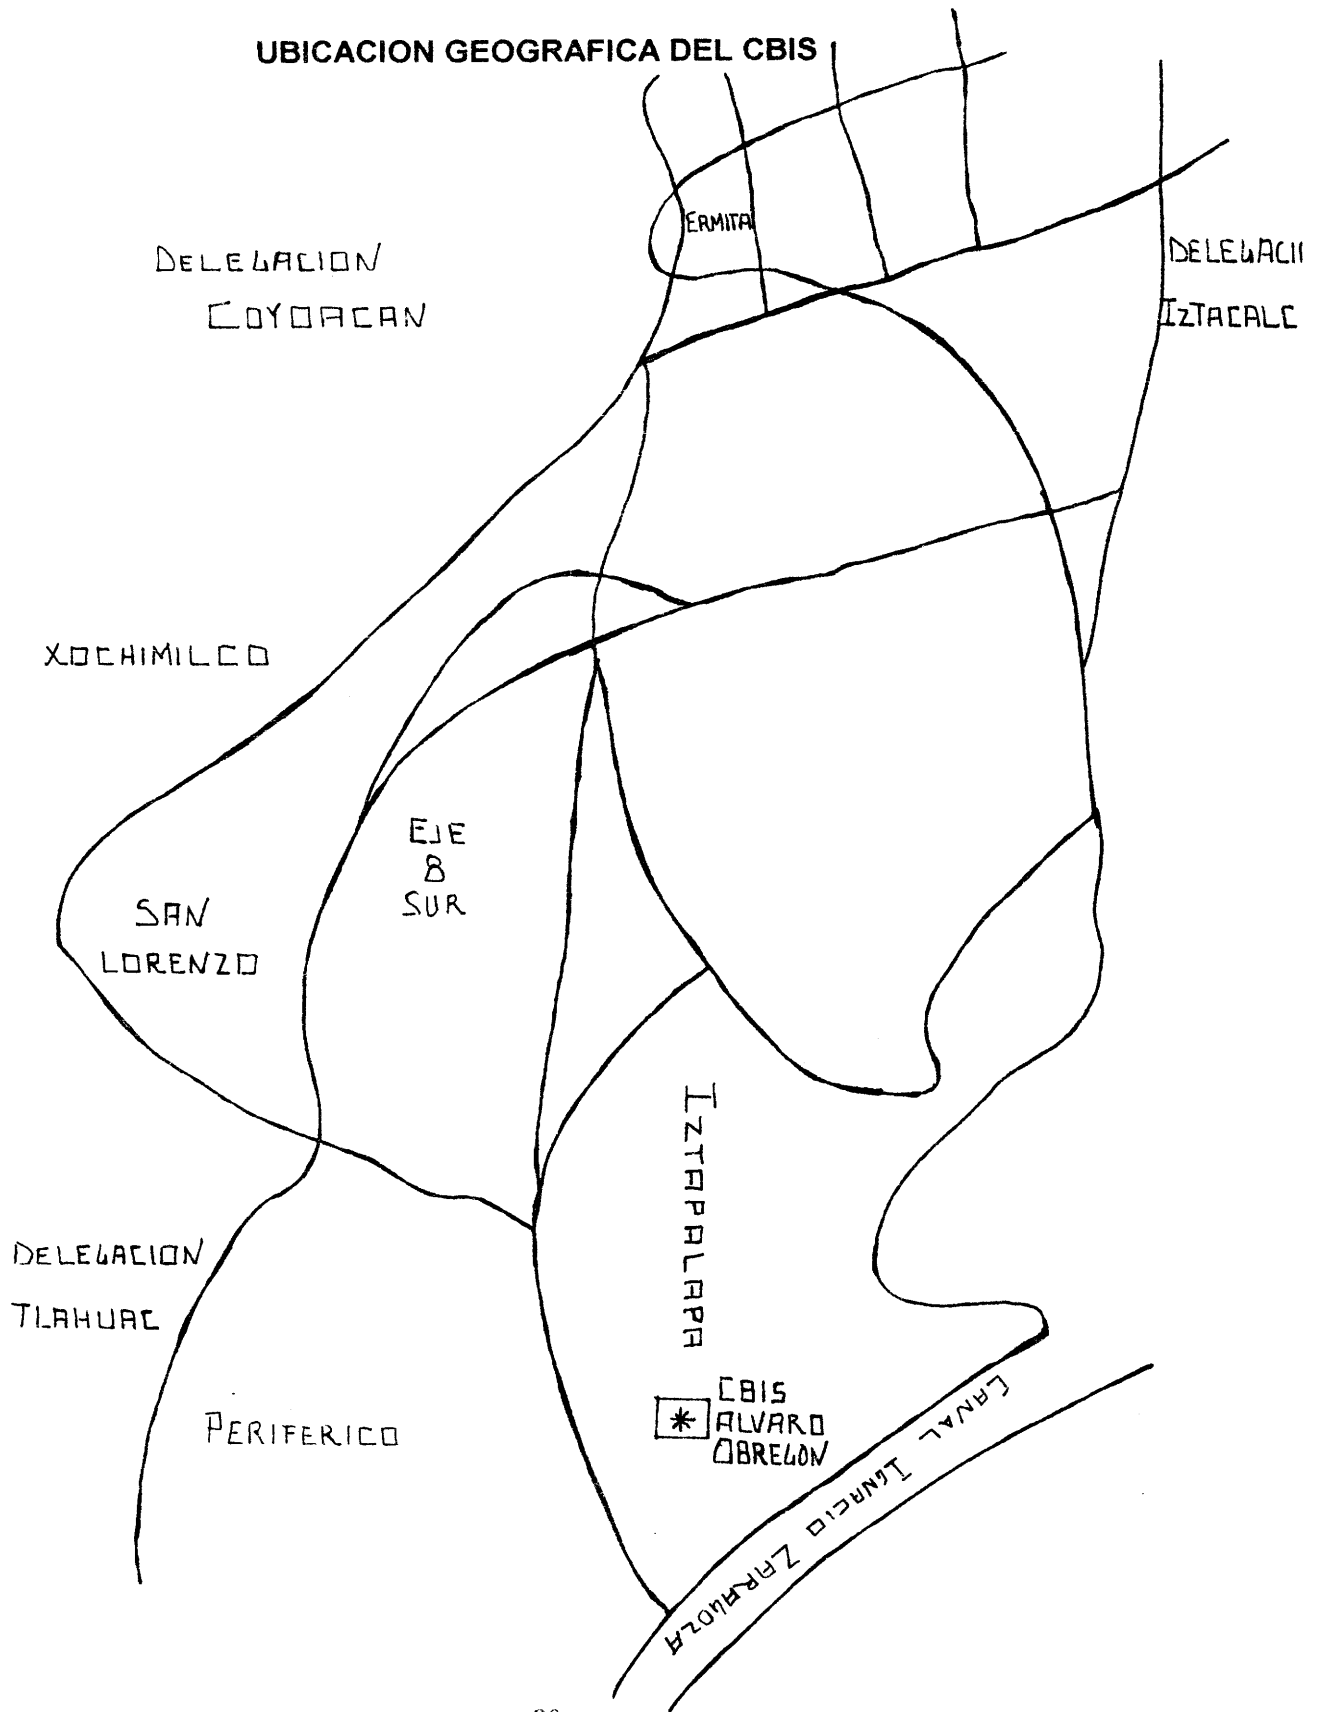 UBICACION GEOGRAFICA DEL CBIS
ERMITA
DELEGACION
COYOACAN
DELEGACII
IZTACALC
XOCHIMILCO
EJE
8
SUR
SAN
LORENZO
IZTAPALAPA
DELEGACION
TLAHUAC
PERIFERICO
CBIS
ALVARO
OBREGON
CANAL IGNACIO ZARAGOZA